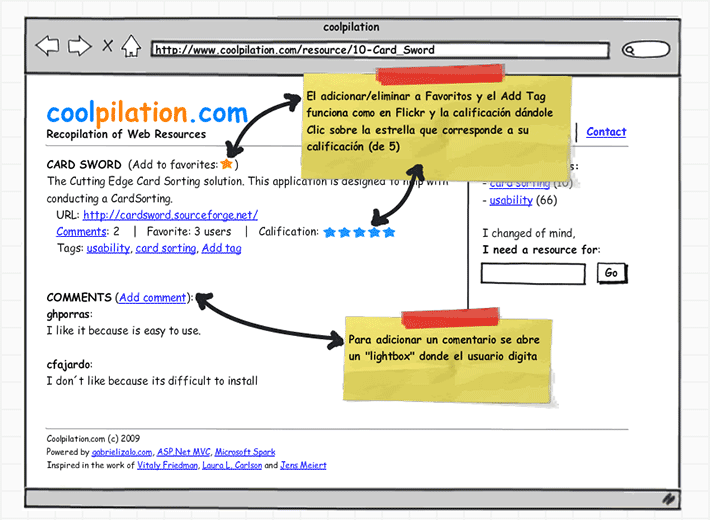 coolpilation
http://www.coolpilation.com/resource/10-Card_Sword
coolpilation.com
Recopilation of Web Resources
El adicionar/eliminar a Favoritos y el Add Tag
funciona como en Flickr y la calificación dándole
Clic sobre la estrella que corresponde a su
calificación (de 5)
| Contact
CARD SWORD (Add to favorites: )
The Cutting Edge Card Sorting solution. This application is designed to help with
conducting a CardSorting.
URL: http://cardsword.sourceforge.net/
Comments: 2 | Favorite: 3 users | Calification:
Tags: usability, card sorting, Add tag
- card sorting (10)
- usability (66)
I changed of mind,
I need a resource for:
Go
COMMENTS (Add comment):
ghporras:
I like it because is easy to use.
cfajardo:
I don´t like because its difficult to install
Para adicionar un comentario se abre
un "lightbox" donde el usuario digita
Coolpilation.com (c) 2009
Powered by gabrielizalo.com, ASP.Net MVC, Microsoft Spark
Inspired in the work of Vitaly Friedman, Laura L. Carlson and Jens Meiert